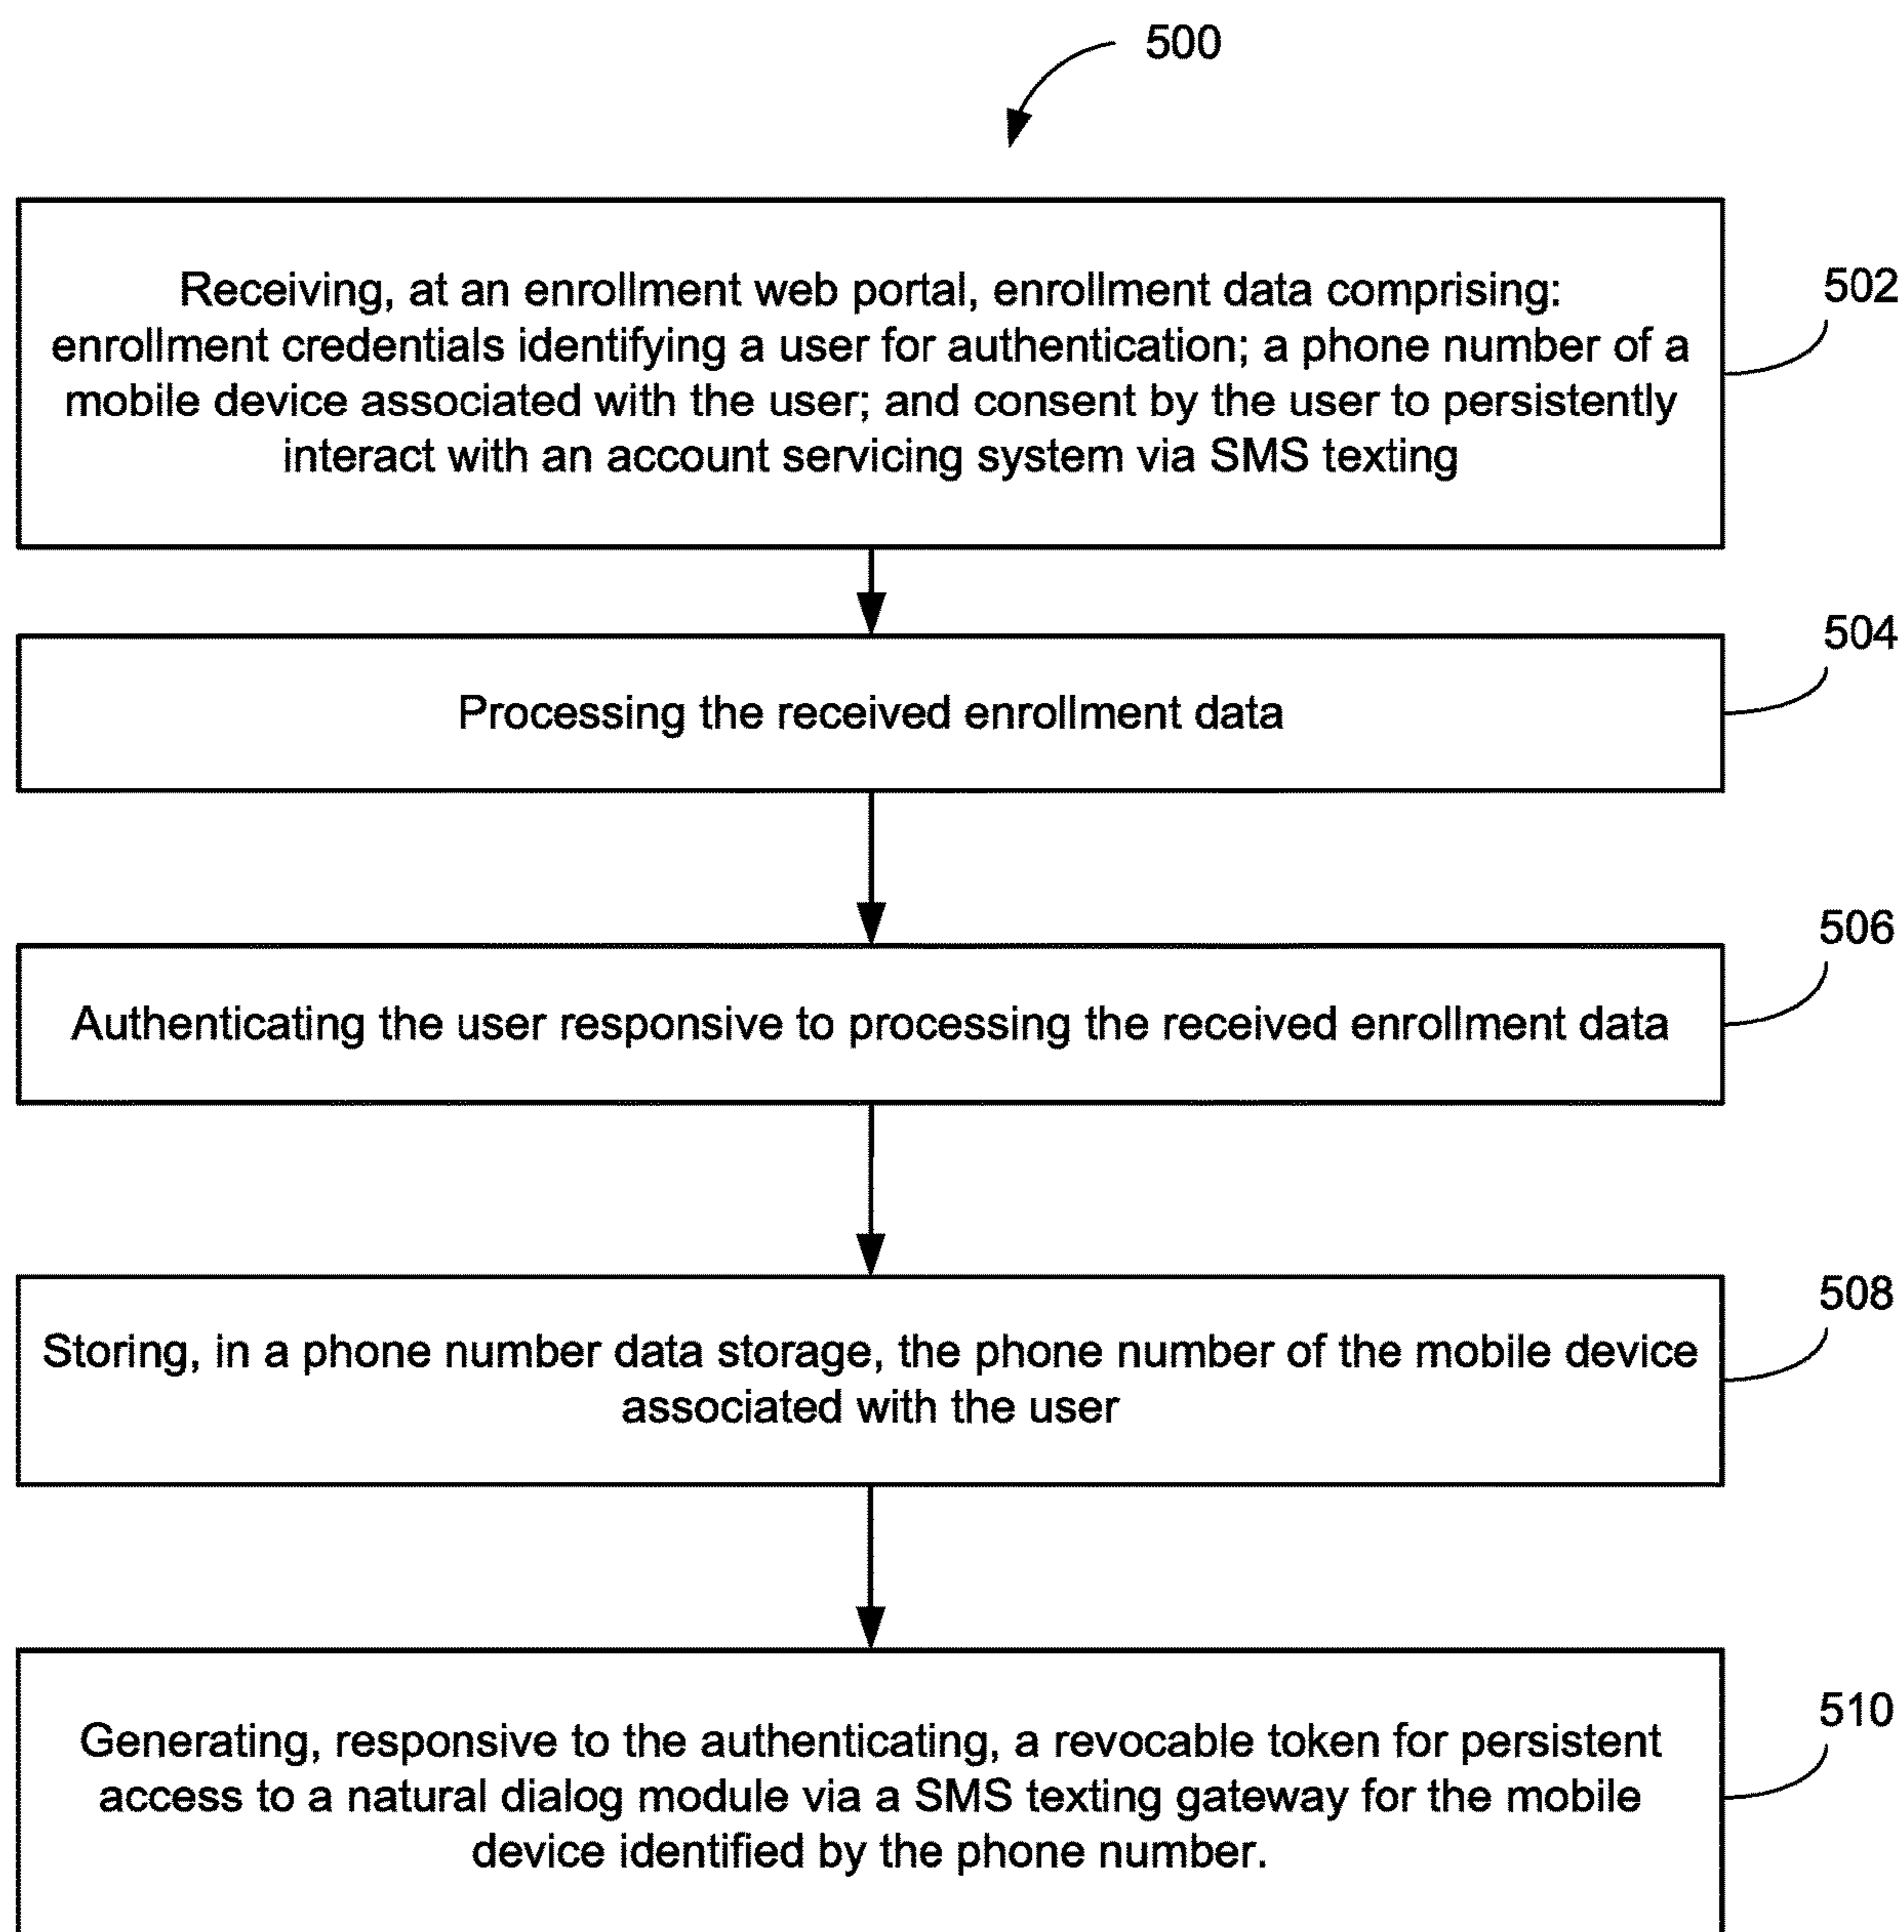 500
Receiving, at an enrollment web portal, enrollment data comprising:
enrollment credentials identifying a user for authentication; a phone number of a
mobile device associated with the user; and consent by the user to persistently
interact with an account servicing system via SMS texting
502
Processing the received enrollment data
504
Authenticating the user responsive to processing the received enrollment data
506
Storing, in a phone number data storage, the phone number of the mobile device
associated with the user
508
Generating, responsive to the authenticating, a revocable token for persistent
access to a natural dialog module via a SMS texting gateway for the mobile
device identified by the phone number.
510